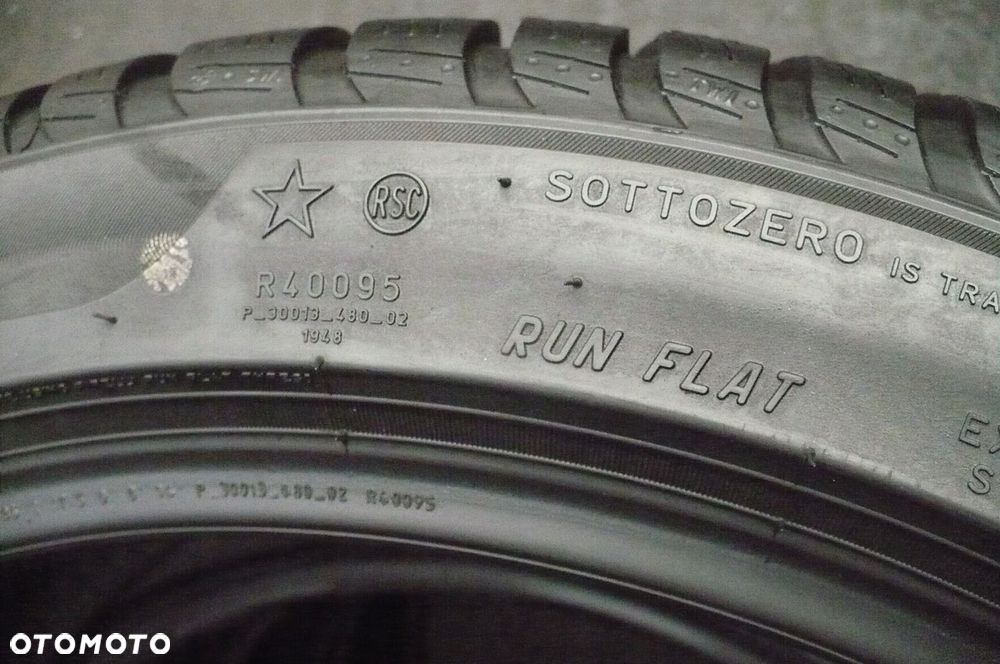 RSC
SOTTOZERO IS TRA
R40095
P_30013_480_02
1948
RUN FLAT
E
S
P_30013_480_02 R40095
OTOMOTO